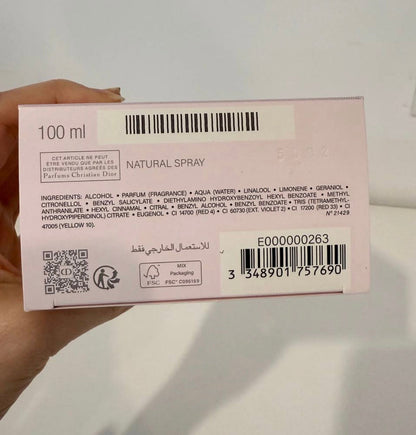 100 ml
CET ARTICLE NE PEUT
ÊTRE VENDU QUE PAR LES
DISTRIBUTEURS AGRÉÉS DES
Parfums Christian Dior
NATURAL SPRAY
INGREDIENTS: ALCOHOL • PARFUM (FRAGRANCE) • AQUA (WATER) • LINALOOL • LIMONENE • GERANIOL •
CITRONELLOL • BENZYL SALICYLATE • DIETHYLAMINO HYDROXYBENZOYL HEXYL BENZOATE • METHYL-
ANTHRANILATE • HEXYL CINNAMAL • CITRAL • BENZYL ALCOHOL • BENZYL BENZOATE • TRIS (TETRAMETHYL-
HYDROXYPIPERIDINOL) CITRATE • EUGENOL • CI 14700 (RED 4) • CI 60730 (EXT. VIOLET 2) • CI 17200 (RED 33) • CI
47005 (YELLOW 10). N° 21429
للاستعمال الخارجي فقط
CD
FSC
MIX
Packaging
FSC® C096159
E000000263
3 348901 757690